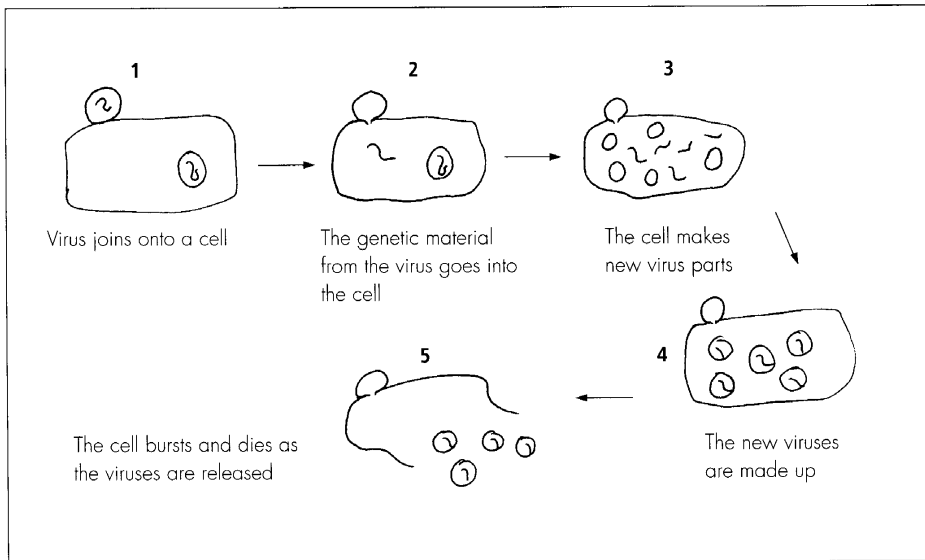 1
Virus joins onto a cell
2
The genetic material
from the virus goes into
the cell
3
The cell makes
new virus parts
4
The new viruses
are made up
5
The cell bursts and dies as
the viruses are released